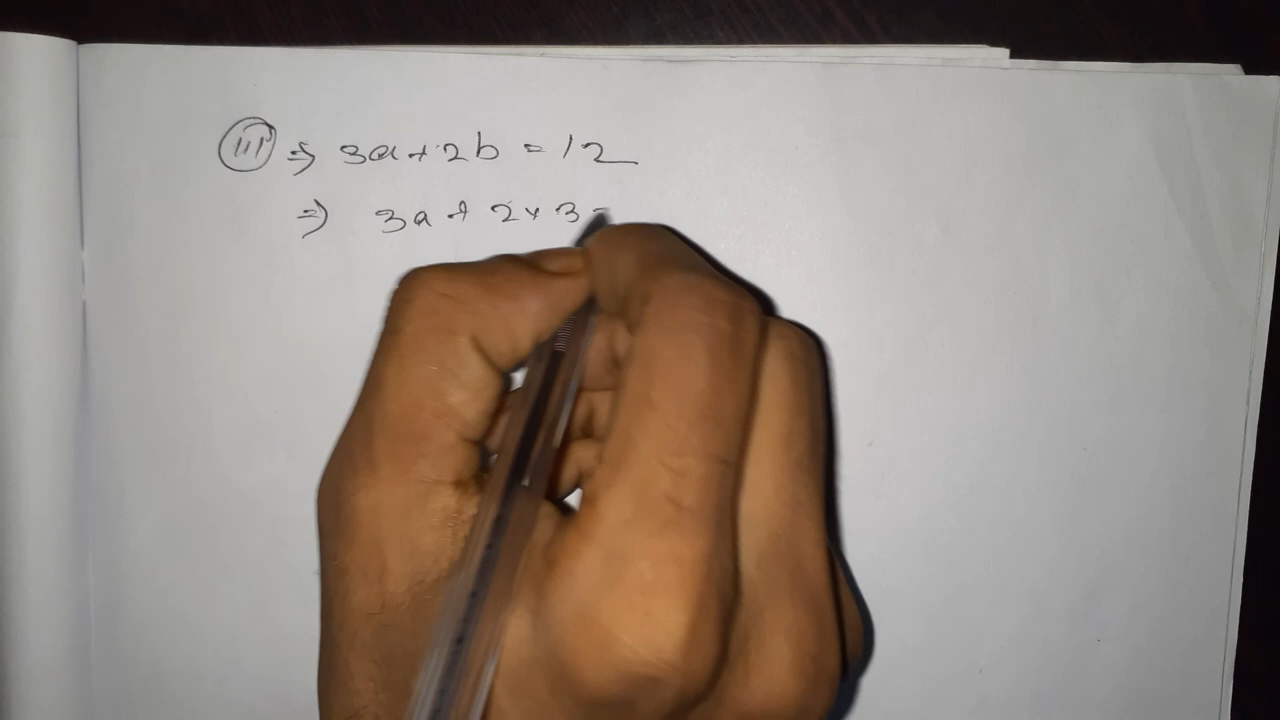 (iii) ⇒ 3a + 2b = 12
⇒ 3a + 2 × 3 =